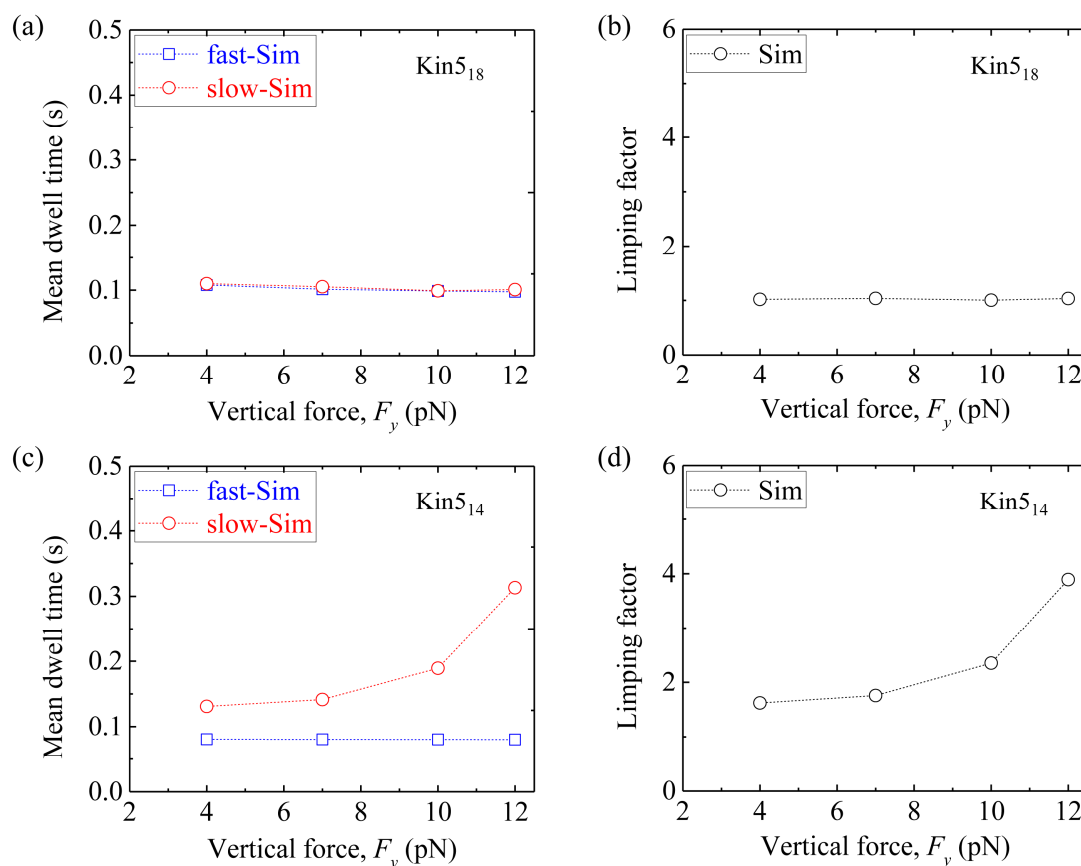 (a)
fast-Sim
slow-Sim
Kin5₁₈
Mean dwell time (s)
0.5
0.4
0.3
0.2
0.1
0.0
2 4 6 8 10 12
Vertical force, F_y (pN)
(b)
Sim
Kin5₁₈
Limping factor
6
4
2
0
2 4 6 8 10 12
Vertical force, F_y (pN)
(c)
fast-Sim
slow-Sim
Kin5₁₄
Mean dwell time (s)
0.5
0.4
0.3
0.2
0.1
0.0
2 4 6 8 10 12
Vertical force, F_y (pN)
(d)
Sim
Kin5₁₄
Limping factor
6
4
2
0
2 4 6 8 10 12
Vertical force, F_y (pN)